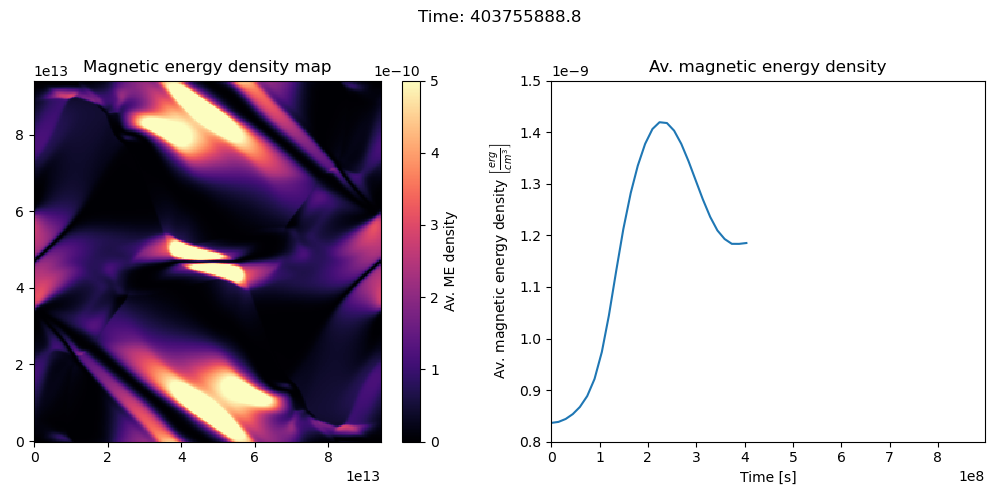 Time: 403755888.8
Magnetic energy density map
1e13
1e−10
8
6
4
2
0
0 2 4 6 8
1e13
5
4
3
2
1
0
Av. ME density
Av. magnetic energy density
1e−9
1.5
1.4
1.3
1.2
1.1
1.0
0.9
0.8
Av. magnetic energy density [erg/cm³]
0 1 2 3 4 5 6 7 8
Time [s]
1e8